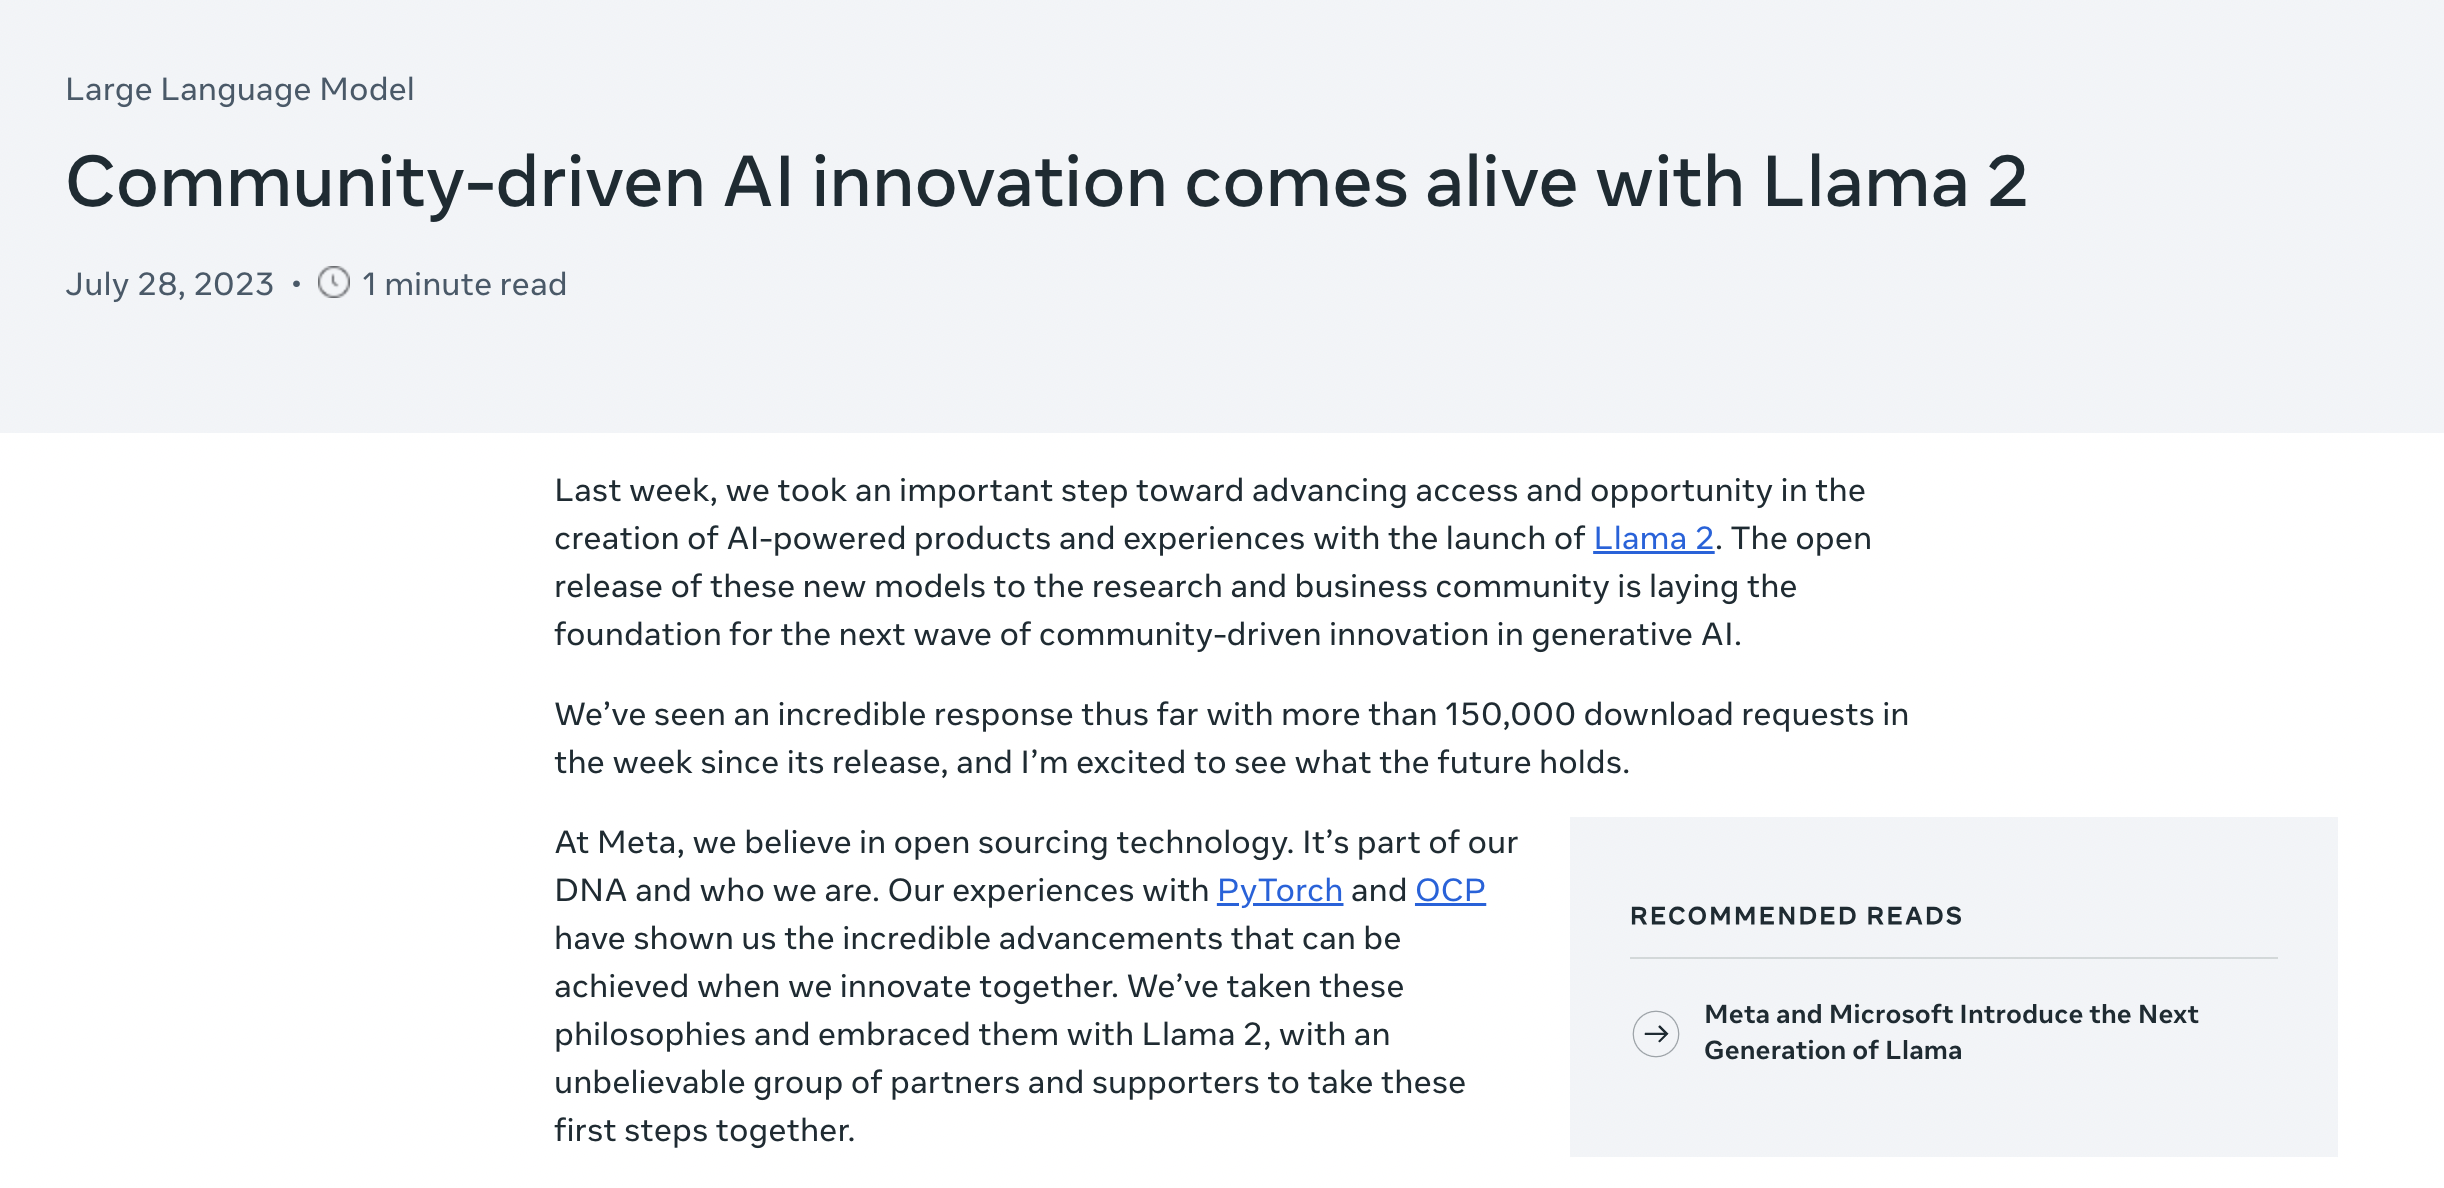 Large Language Model
Community-driven AI innovation comes alive with Llama 2
July 28, 2023 • 1 minute read
Last week, we took an important step toward advancing access and opportunity in the
creation of AI-powered products and experiences with the launch of Llama 2. The open
release of these new models to the research and business community is laying the
foundation for the next wave of community-driven innovation in generative AI.
We’ve seen an incredible response thus far with more than 150,000 download requests in
the week since its release, and I’m excited to see what the future holds.
At Meta, we believe in open sourcing technology. It’s part of our
DNA and who we are. Our experiences with PyTorch and OCP
have shown us the incredible advancements that can be
achieved when we innovate together. We’ve taken these
philosophies and embraced them with Llama 2, with an
unbelievable group of partners and supporters to take these
first steps together.
RECOMMENDED READS
Meta and Microsoft Introduce the Next
Generation of Llama